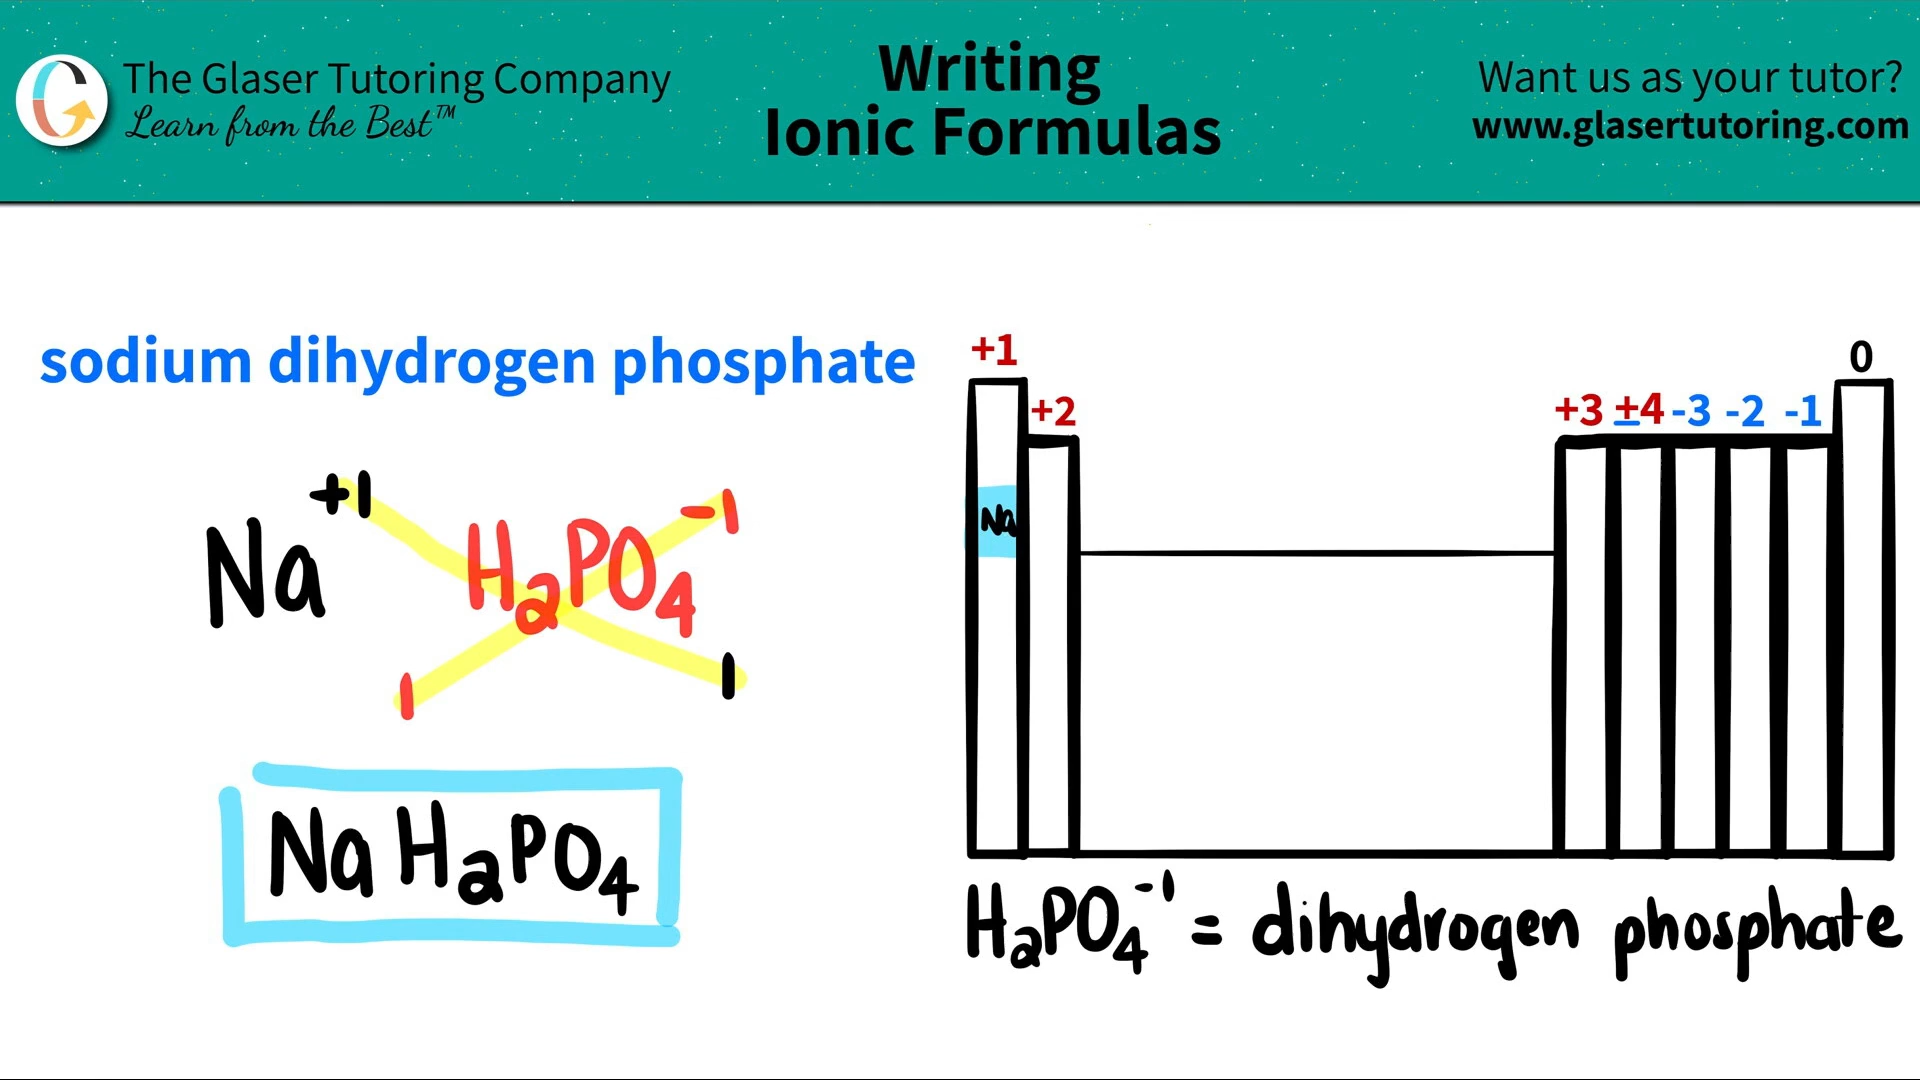 The Glaser Tutoring Company
Learn from the Best™
Writing
Ionic Formulas
Want us as your tutor?
www.glasertutoring.com
sodium dihydrogen phosphate
Na⁺¹ H₂PO₄⁻¹
1 1
NaH₂PO₄
+1 0
+2 +3 ±4 -3 -2 -1
Na
H₂PO₄⁻¹ = dihydrogen phosphate